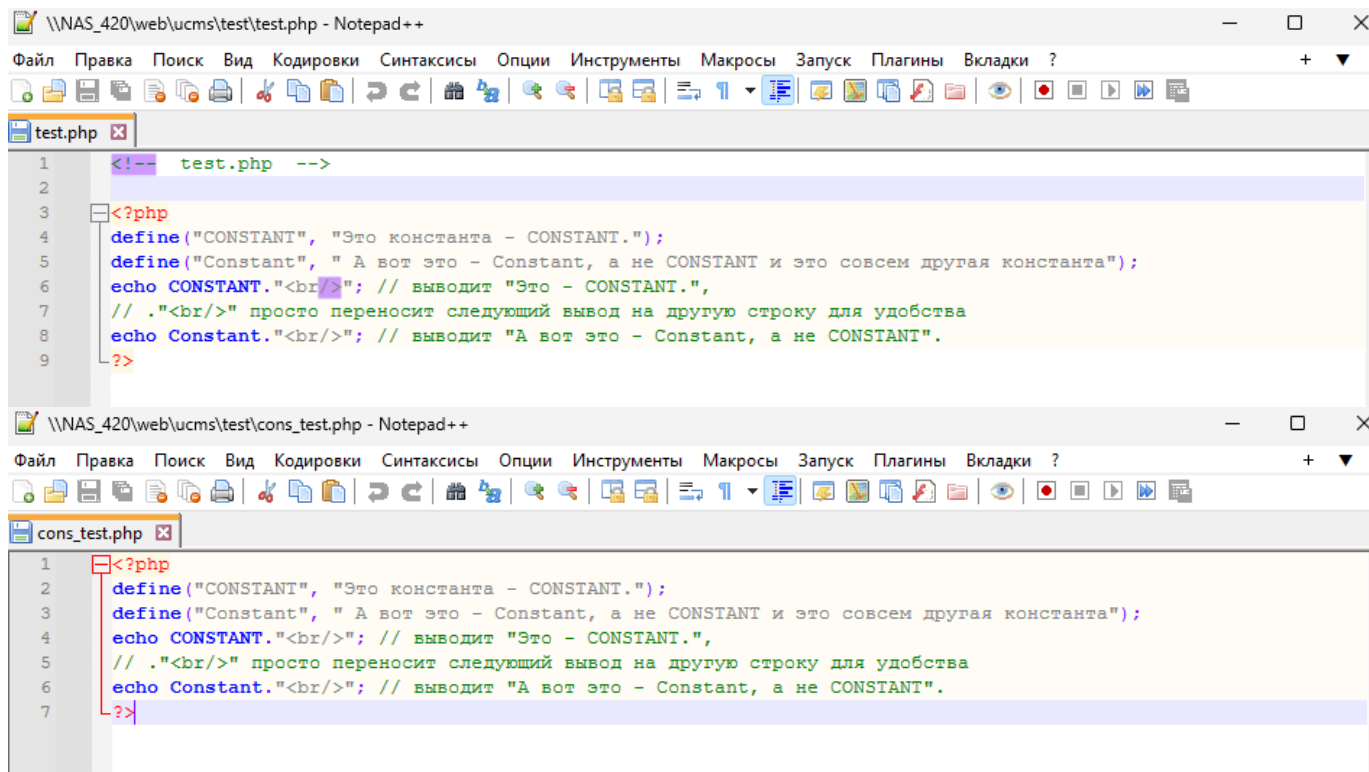 \\NAS_420\web\ucms\test\test.php - Notepad++
Файл Правка Поиск Вид Кодировки Синтаксисы Опции Инструменты Макросы Запуск Плагины Вкладки ?
test.php
1 <!--  test.php  -->
2
3 <?php
4 define("CONSTANT", "Это константа - CONSTANT.");
5 define("Constant", " А вот это - Constant, а не CONSTANT и это совсем другая константа");
6 echo CONSTANT."<br/>"; // выводит "Это - CONSTANT.",
7 // ."<br/>" просто переносит следующий вывод на другую строку для удобства
8 echo Constant."<br/>"; // выводит "А вот это - Constant, а не CONSTANT".
9 ?>
\\NAS_420\web\ucms\test\cons_test.php - Notepad++
Файл Правка Поиск Вид Кодировки Синтаксисы Опции Инструменты Макросы Запуск Плагины Вкладки ?
cons_test.php
1 <?php
2 define("CONSTANT", "Это константа - CONSTANT.");
3 define("Constant", " А вот это - Constant, а не CONSTANT и это совсем другая константа");
4 echo CONSTANT."<br/>"; // выводит "Это - CONSTANT.",
5 // ."<br/>" просто переносит следующий вывод на другую строку для удобства
6 echo Constant."<br/>"; // выводит "А вот это - Constant, а не CONSTANT".
7 ?>